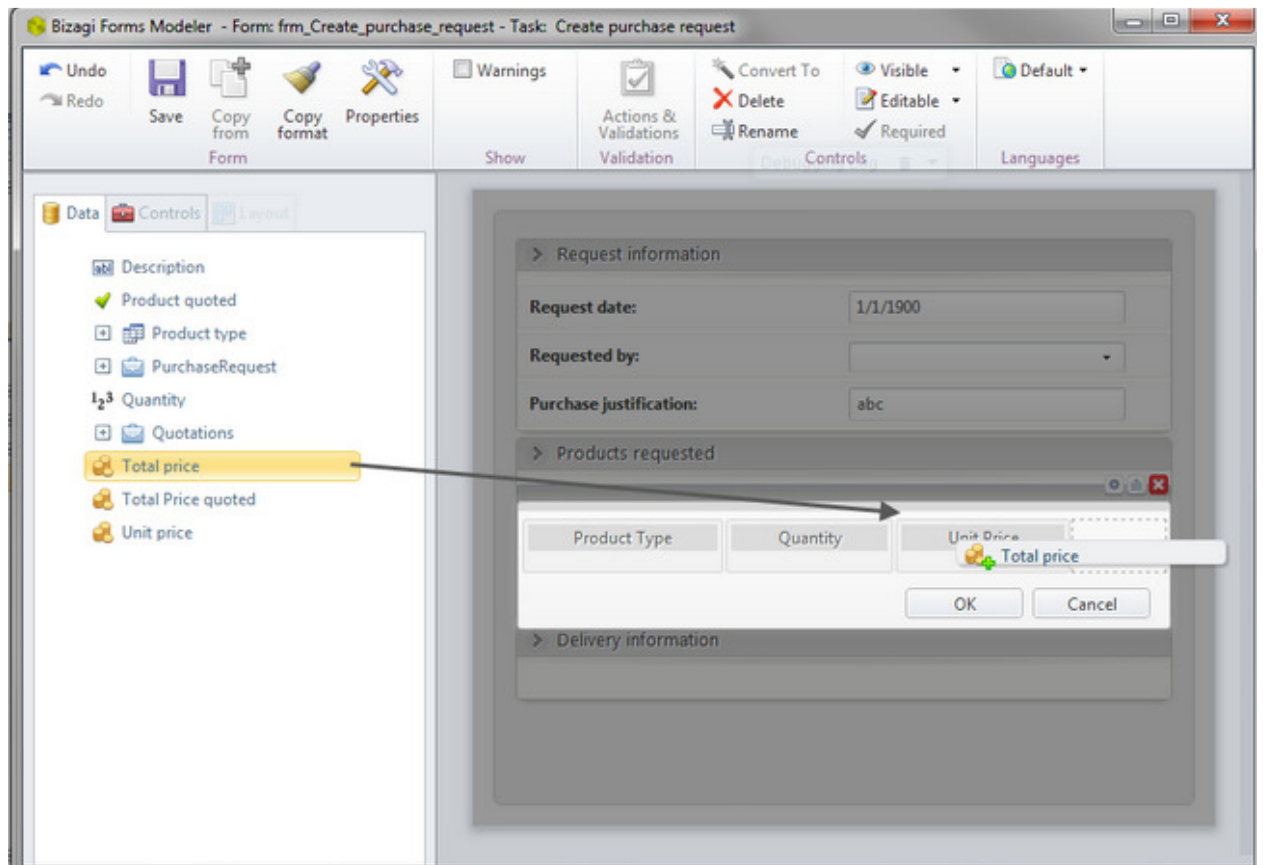 Bizagi Forms Modeler - Form: frm_Create_purchase_request - Task: Create purchase request
Undo
Redo
Save
Copy from
Copy format
Properties
Form
Warnings
Show
Actions & Validations
Validation
Convert To
Delete
Rename
Visible
Editable
Required
Controls
Default
Languages
Data
Controls
Layout
Description
Product quoted
Product type
PurchaseRequest
Quantity
Quotations
Total price
Total Price quoted
Unit price
Request information
Request date:
1/1/1900
Requested by:
Purchase justification:
abc
Products requested
Product Type
Quantity
Unit Price
Total price
OK
Cancel
Delivery information